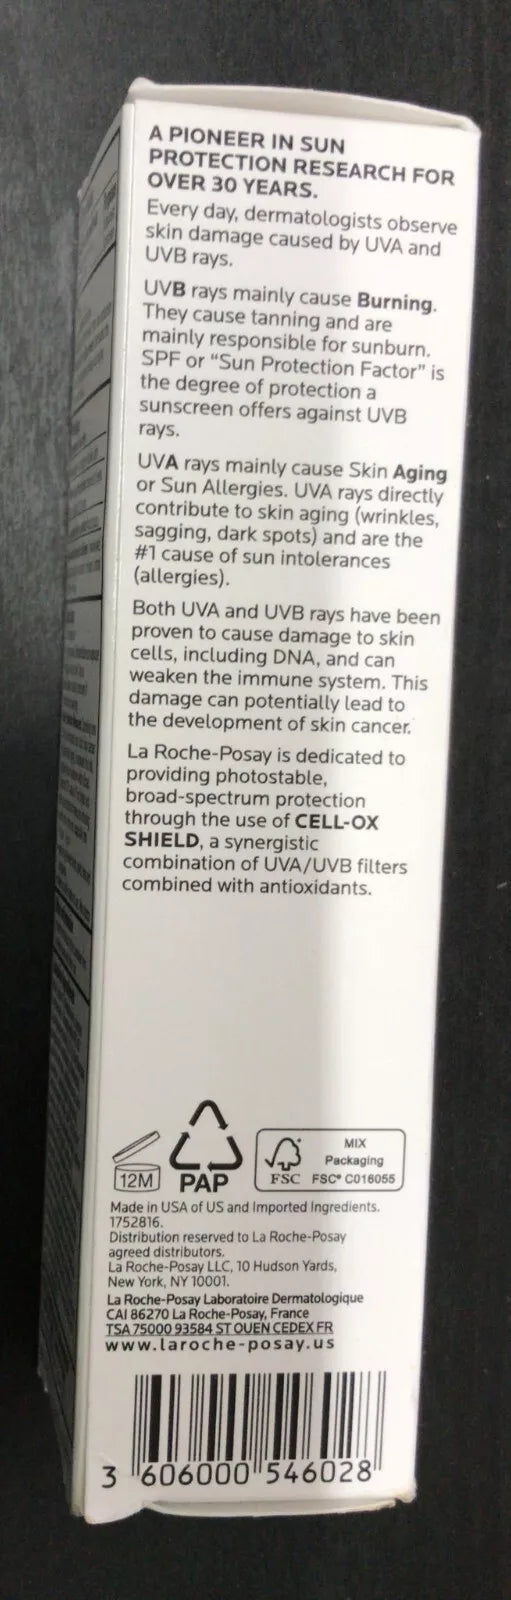 A PIONEER IN SUN
PROTECTION RESEARCH FOR
OVER 30 YEARS.
Every day, dermatologists observe
skin damage caused by UVA and
UVB rays.
UVB rays mainly cause Burning.
They cause tanning and are
mainly responsible for sunburn.
SPF or “Sun Protection Factor” is
the degree of protection a
sunscreen offers against UVB
rays.
UVA rays mainly cause Skin Aging
or Sun Allergies. UVA rays directly
contribute to skin aging (wrinkles,
sagging, dark spots) and are the
#1 cause of sun intolerances
(allergies).
Both UVA and UVB rays have been
proven to cause damage to skin
cells, including DNA, and can
weaken the immune system. This
damage can potentially lead to
the development of skin cancer.
La Roche-Posay is dedicated to
providing photostable,
broad-spectrum protection
through the use of CELL-OX
SHIELD, a synergistic
combination of UVA/UVB filters
combined with antioxidants.
12M
PAP
FSC
MIX
Packaging
FSC® C016055
Made in USA of US and Imported Ingredients.
1752816.
Distribution reserved to La Roche-Posay
agreed distributors.
La Roche-Posay LLC, 10 Hudson Yards,
New York, NY 10001.
La Roche-Posay Laboratoire Dermatologique
CAI 86270 La Roche-Posay, France
TSA 75000 93584 ST OUEN CEDEX FR
www.laroche-posay.us
3 606000 546028